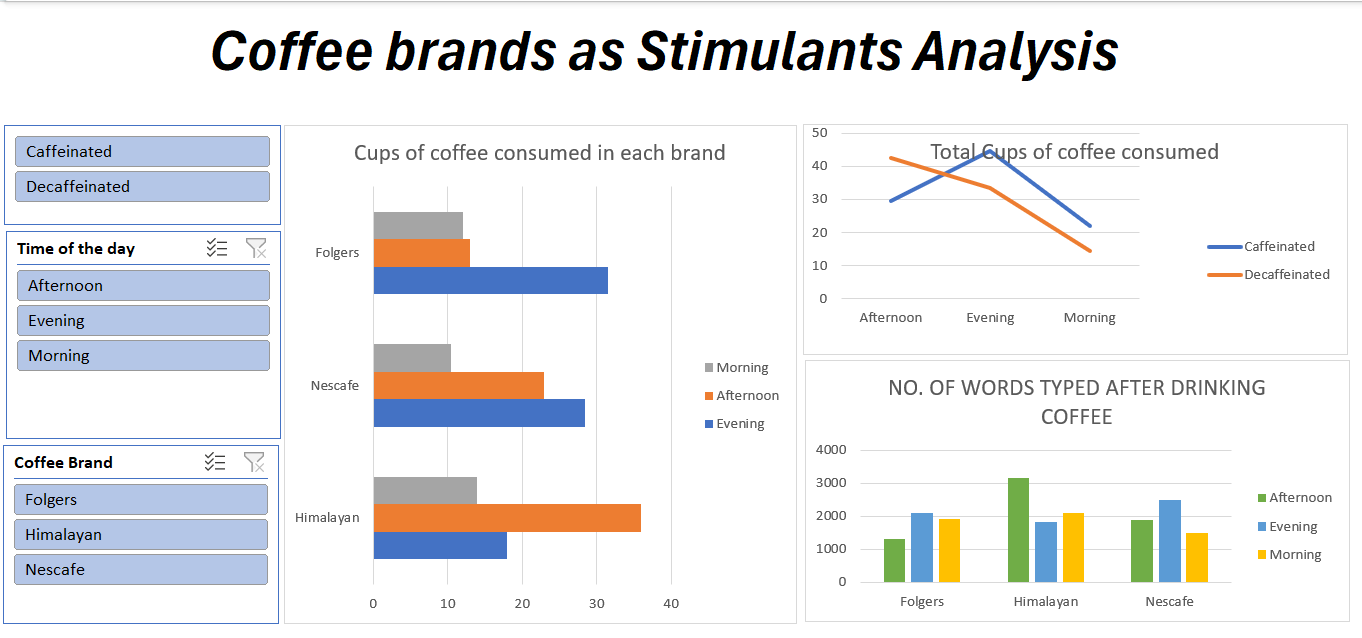 Coffee brands as Stimulants Analysis
Caffeinated
Decaffeinated
Time of the day
Afternoon
Evening
Morning
Coffee Brand
Folgers
Himalayan
Nescafe
Cups of coffee consumed in each brand
Folgers
Nescafe
Himalayan
0 10 20 30 40
Morning
Afternoon
Evening
Total Cups of coffee consumed
50
40
30
20
10
0
Afternoon Evening Morning
Caffeinated
Decaffeinated
NO. OF WORDS TYPED AFTER DRINKING
COFFEE
4000
3000
2000
1000
0
Folgers Himalayan Nescafe
Afternoon
Evening
Morning